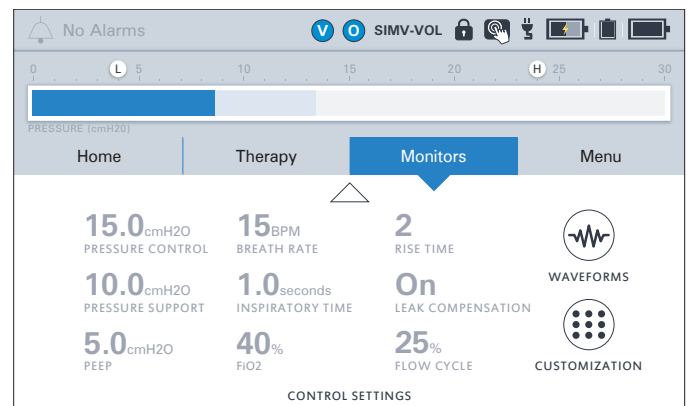 No Alarms V O SIMV-VOL
0 L 5 10 15 20 H 25 30
PRESSURE (cmH20)
Home Therapy Monitors Menu
15.0cmH2O 15BPM 2
PRESSURE CONTROL BREATH RATE RISE TIME
10.0cmH2O 1.0seconds On WAVEFORMS
PRESSURE SUPPORT INSPIRATORY TIME LEAK COMPENSATION
5.0cmH2O 40% 25%
PEEP FiO2 FLOW CYCLE CUSTOMIZATION
CONTROL SETTINGS